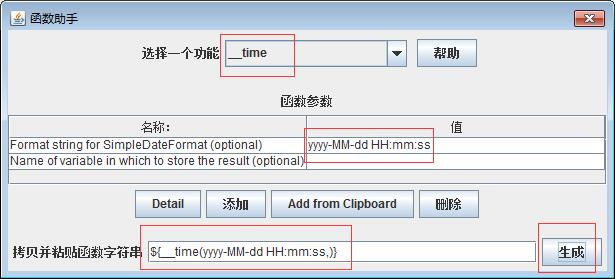 函数助手
选择一个功能 __time 帮助
函数参数
名称: 值
Format string for SimpleDateFormat (optional) yyyy-MM-dd HH:mm:ss
Name of variable in which to store the result (optional)
Detail 添加 Add from Clipboard 删除
拷贝并粘贴函数字符串 ${__time(yyyy-MM-dd HH:mm:ss,)} 生成